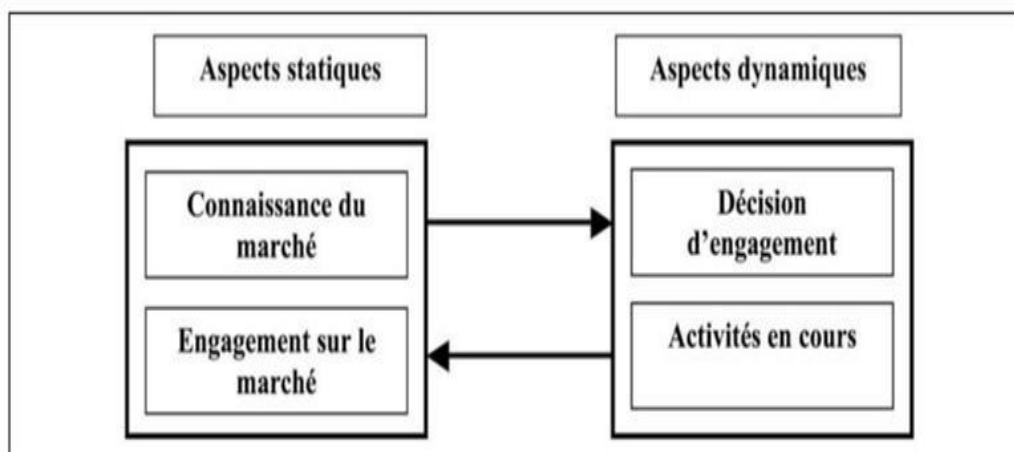 Aspects statiques
Aspects dynamiques
Connaissance du
marché
Engagement sur le
marché
Décision
d’engagement
Activités en cours